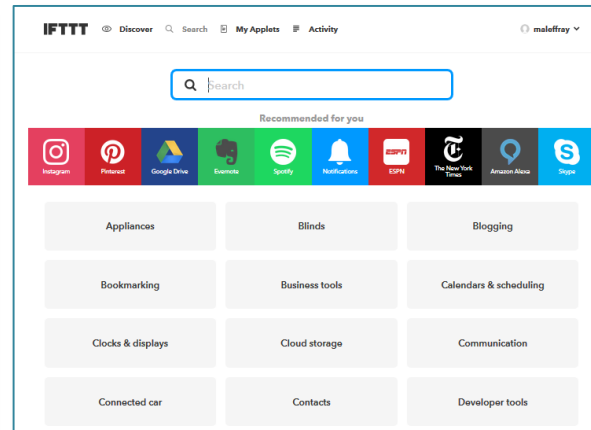 IFTTT Discover Search My Applets Activity maleffray
Search
Recommended for you
Instagram Pinterest Google Drive Evernote Spotify Notifications ESPN The New York Times Amazon Alexa Skype
Appliances Blinds Blogging
Bookmarking Business tools Calendars & scheduling
Clocks & displays Cloud storage Communication
Connected car Contacts Developer tools